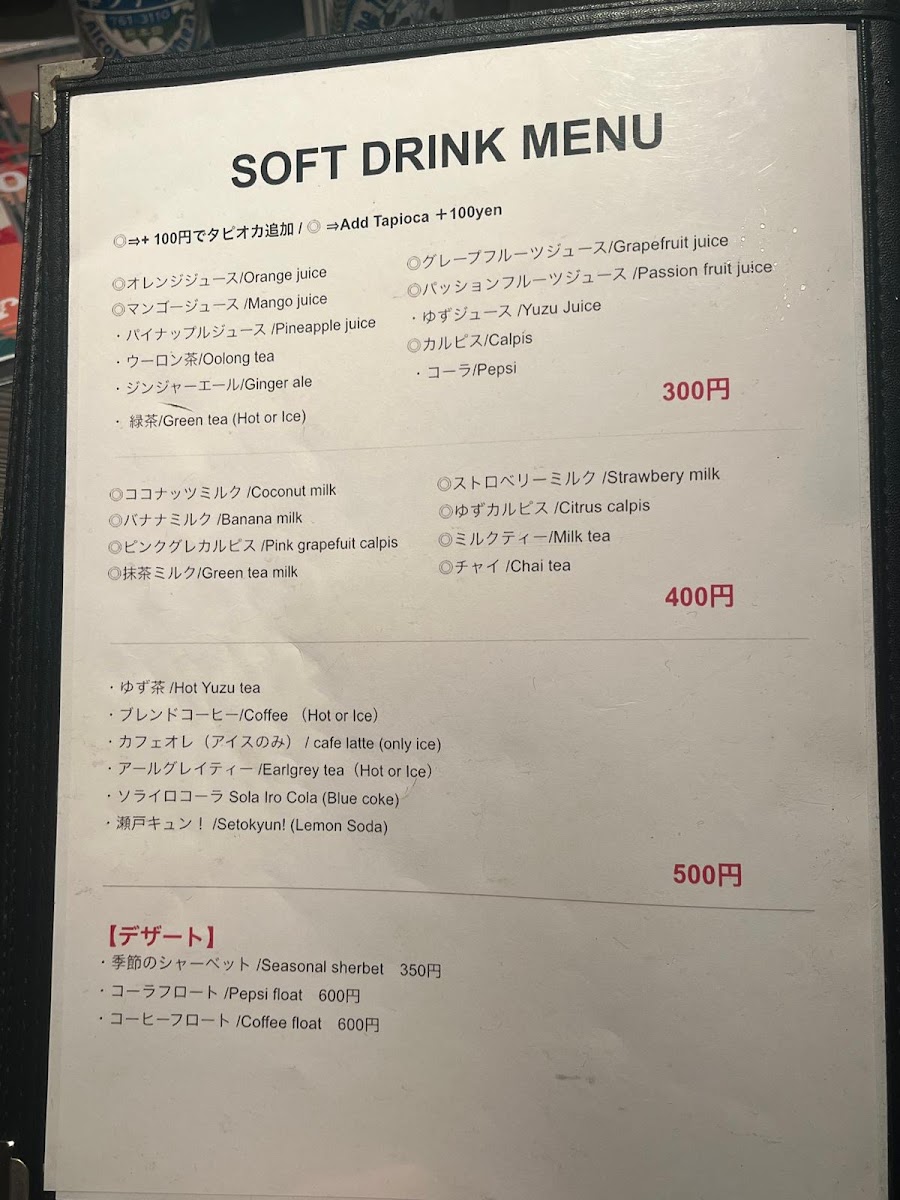 761-3110
SOFT DRINK MENU
◎⇒+ 100円でタピオカ追加 / ◎ ⇒Add Tapioca ＋100yen
◎オレンジジュース/Orange juice
◎マンゴージュース /Mango juice
・パイナップルジュース /Pineapple juice
・ウーロン茶/Oolong tea
・ジンジャーエール/Ginger ale
・ 緑茶/Green tea (Hot or Ice)
◎グレープフルーツジュース/Grapefruit juice
◎パッションフルーツジュース /Passion fruit juice
・ゆずジュース /Yuzu Juice
◎カルピス/Calpis
・コーラ/Pepsi
300円
◎ココナッツミルク /Coconut milk
◎バナナミルク /Banana milk
◎ピンクグレカルピス /Pink grapefuit calpis
◎抹茶ミルク/Green tea milk
◎ストロベリーミルク /Strawbery milk
◎ゆずカルピス /Citrus calpis
◎ミルクティー/Milk tea
◎チャイ /Chai tea
400円
・ゆず茶 /Hot Yuzu tea
・ブレンドコーヒー/Coffee （Hot or Ice）
・カフェオレ（アイスのみ） / cafe latte (only ice)
・アールグレイティー /Earlgrey tea（Hot or Ice）
・ソライロコーラ Sola Iro Cola (Blue coke)
・瀬戸キュン！ /Setokyun! (Lemon Soda)
500円
【デザート】
・季節のシャーベット /Seasonal sherbet 350円
・コーラフロート /Pepsi float 600円
・コーヒーフロート /Coffee float 600円